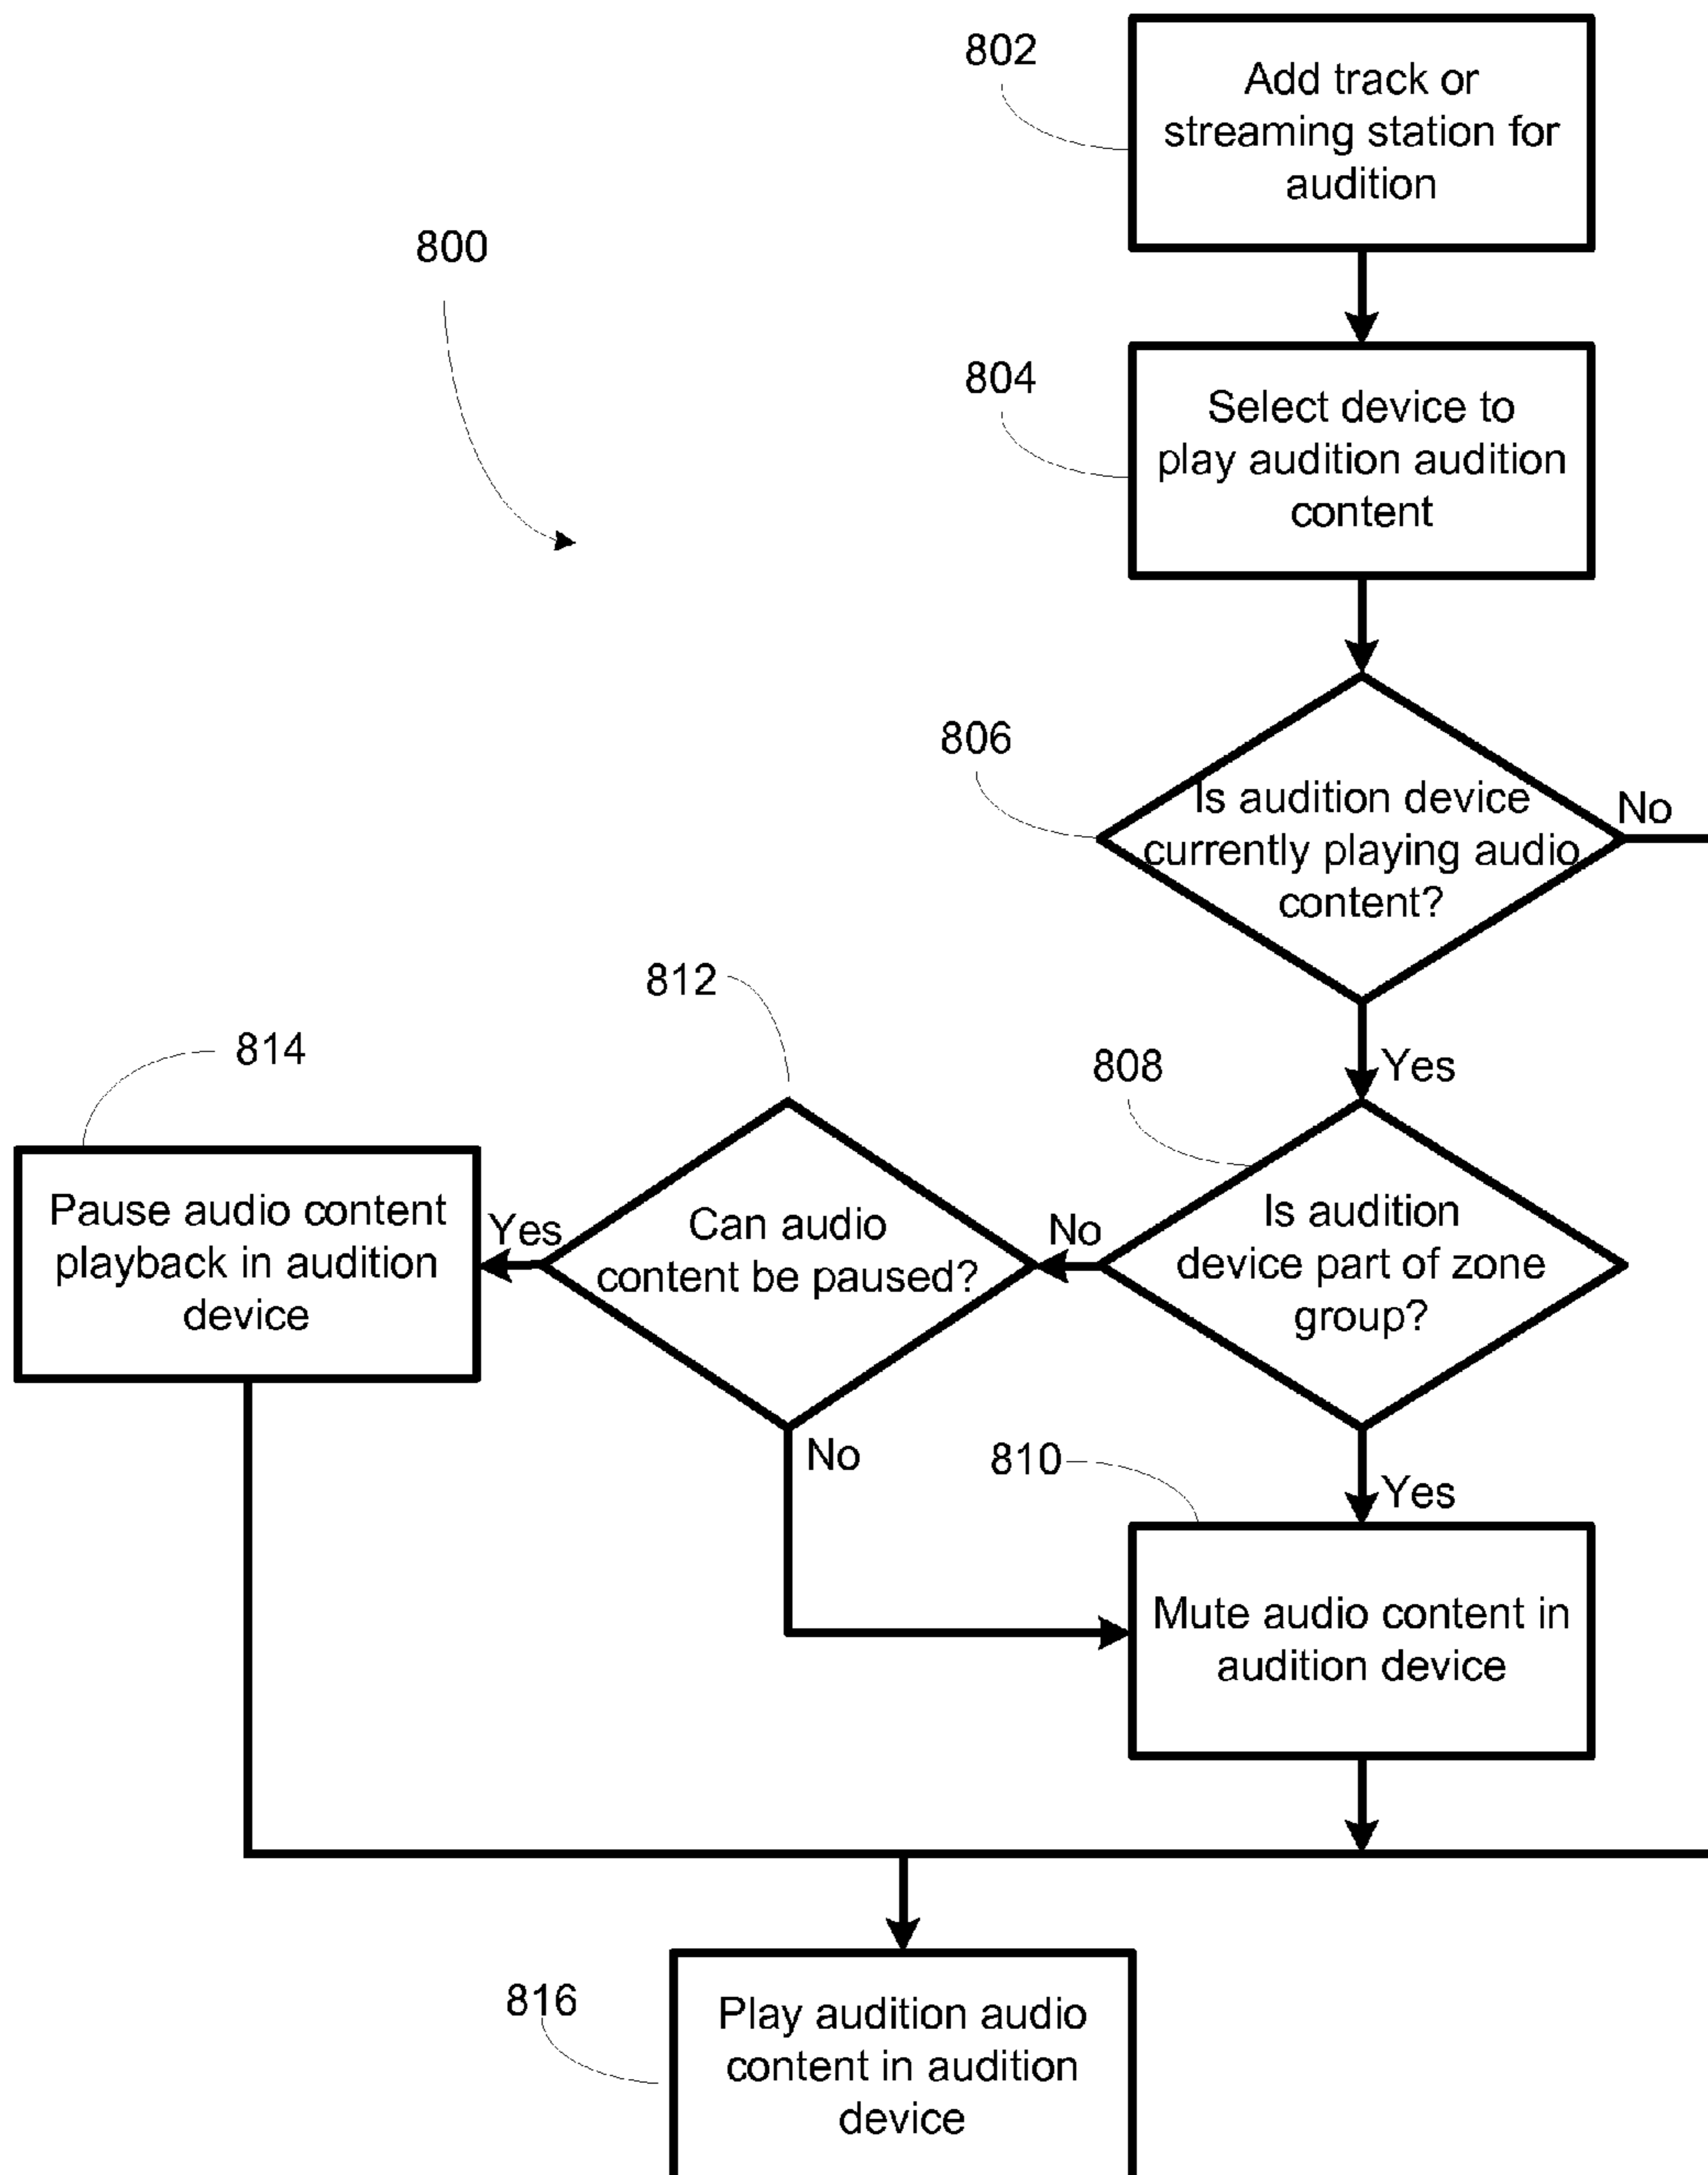 802
Add track or
streaming station for
audition
800
804
Select device to
play audition audition
content
806
Is audition device
currently playing audio
content?
No
812
814
808
Yes
Pause audio content
playback in audition
device
Yes
Can audio
content be paused?
No
Is audition
device part of zone
group?
No
810
Yes
Mute audio content in
audition device
816
Play audition audio
content in audition
device